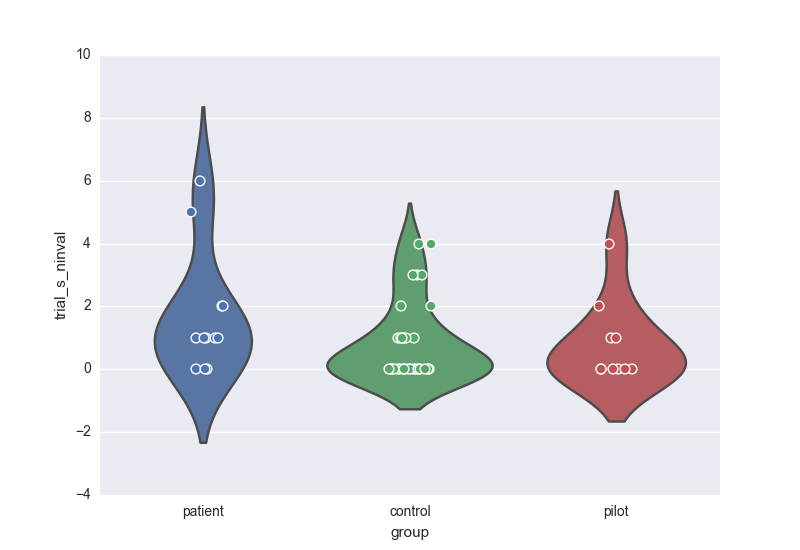 10
8
6
4
2
0
−2
−4
trial_s_ninval
patient control pilot
group